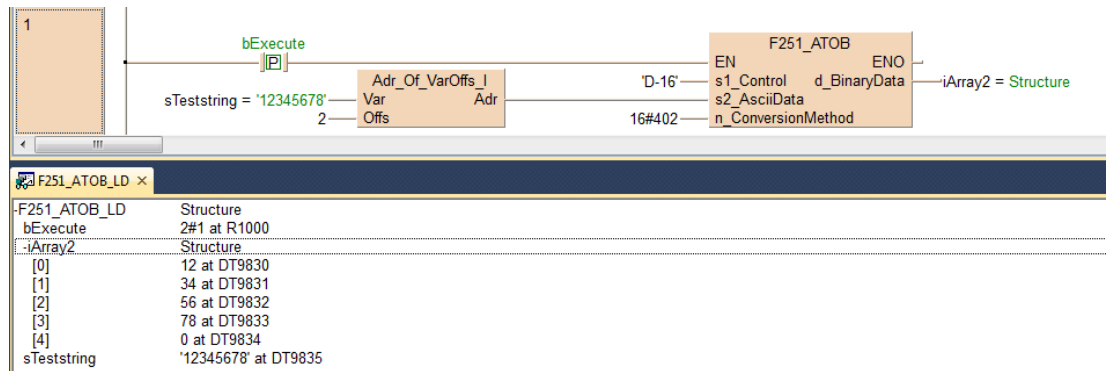 1
bExecute
P
F251_ATOB
EN ENO
Adr_Of_VarOffs_I
'D-16' s1_Control d_BinaryData iArray2 = Structure
sTeststring = '12345678' Var Adr s2_AsciiData
2 Offs 16#402 n_ConversionMethod
F251_ATOB_LD
-F251_ATOB_LD Structure
bExecute 2#1 at R1000
-iArray2 Structure
[0] 12 at DT9830
[1] 34 at DT9831
[2] 56 at DT9832
[3] 78 at DT9833
[4] 0 at DT9834
sTeststring '12345678' at DT9835